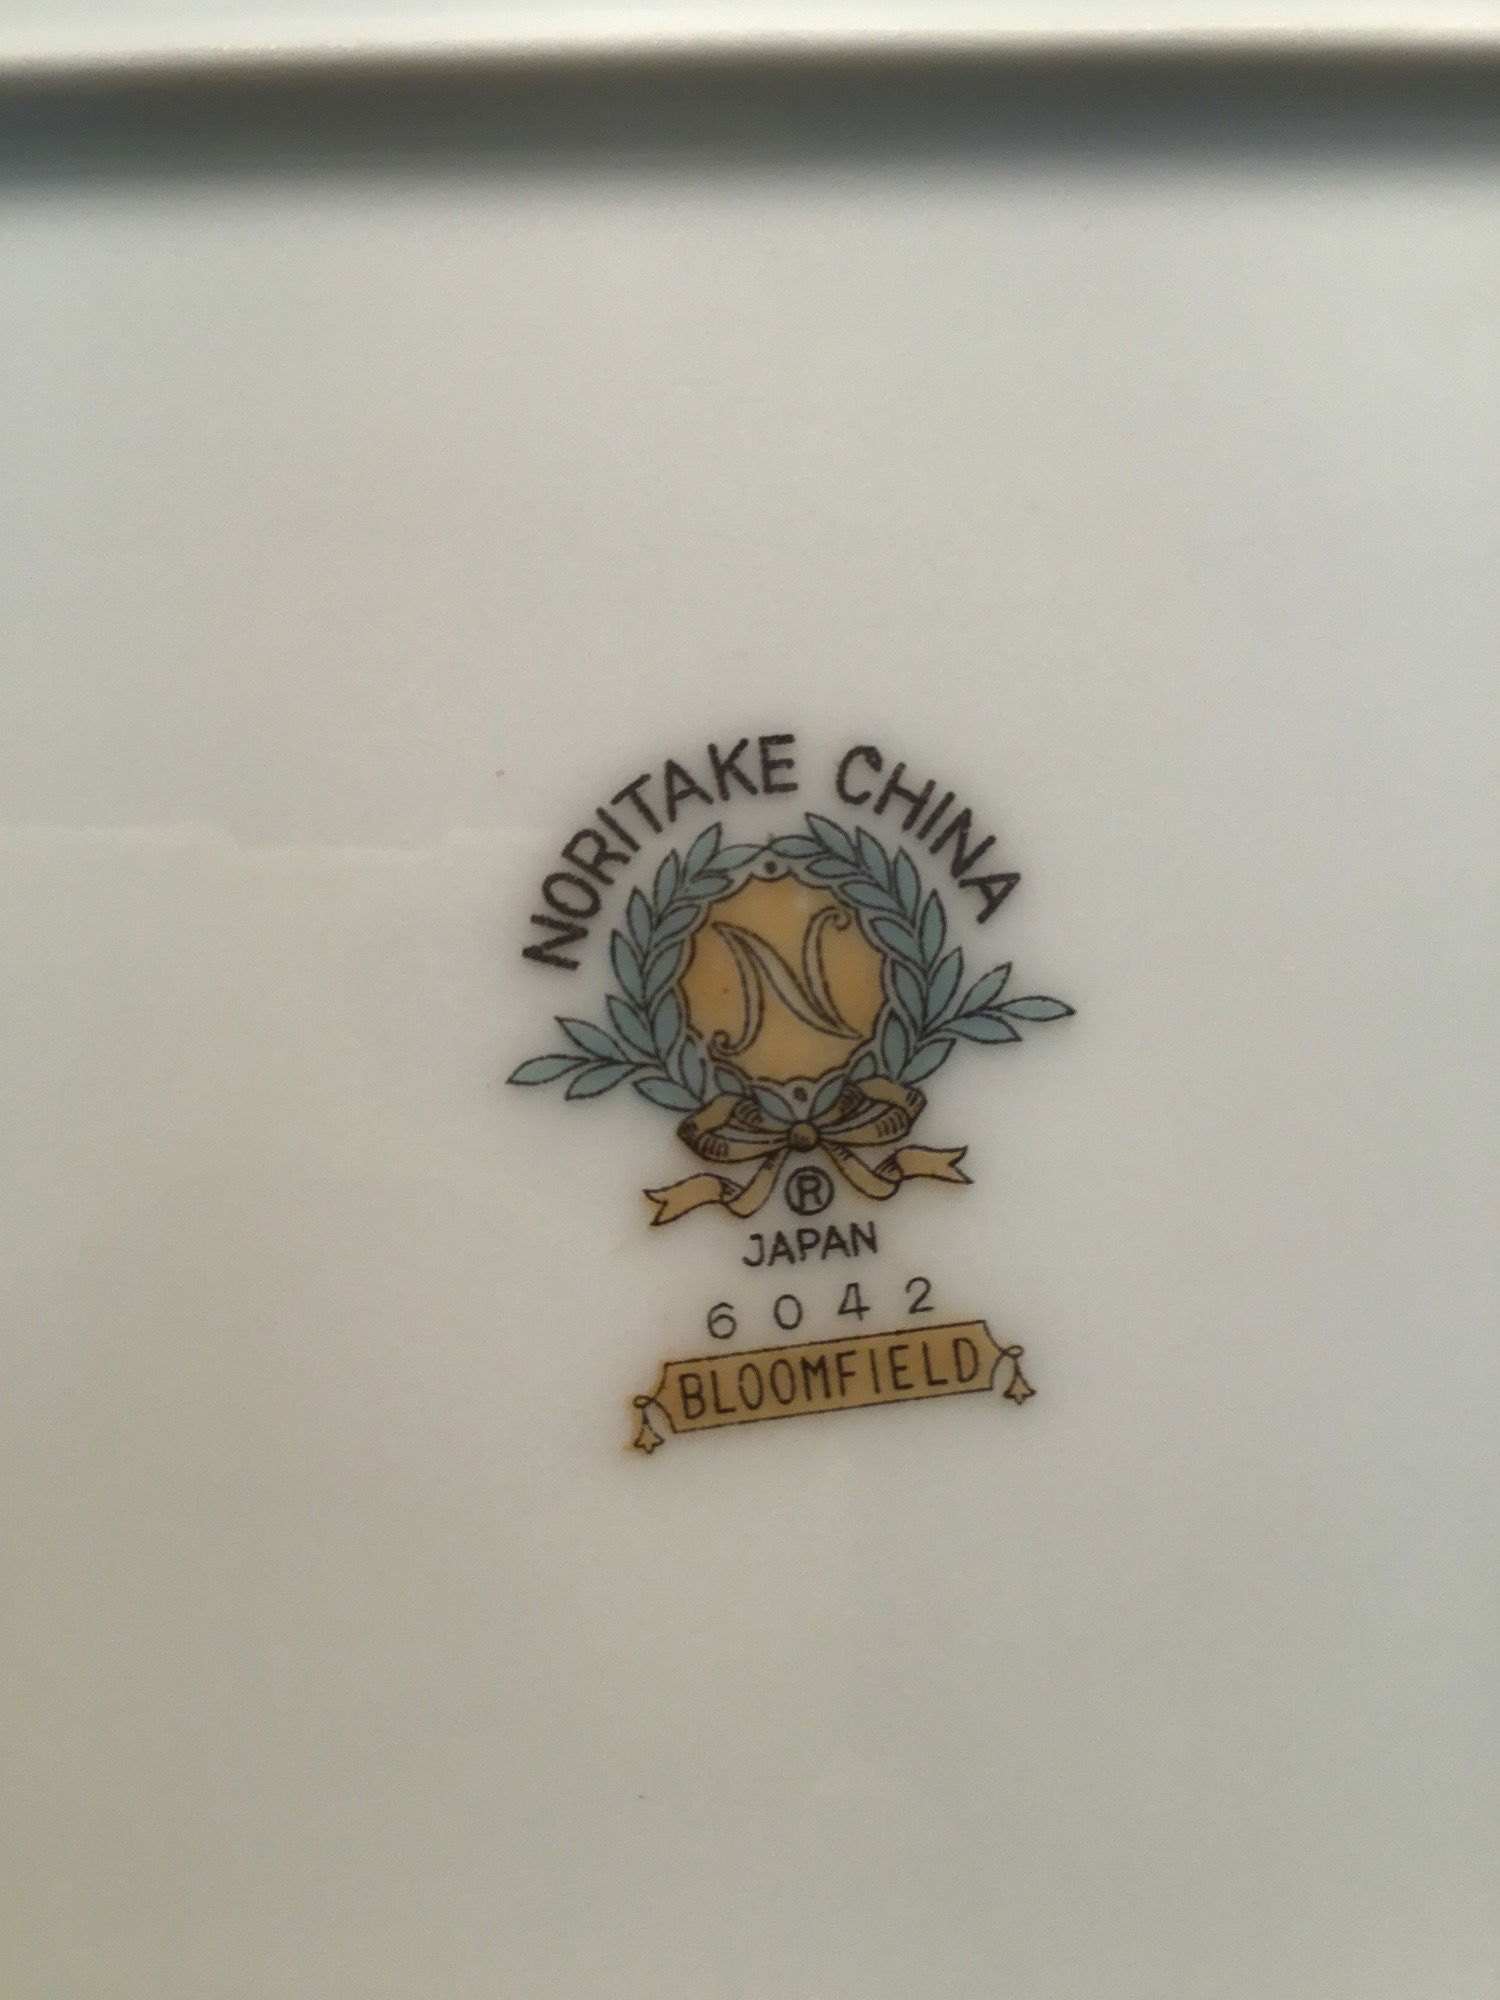 NORITAKE CHINA
N
®
JAPAN
6042
BLOOMFIELD